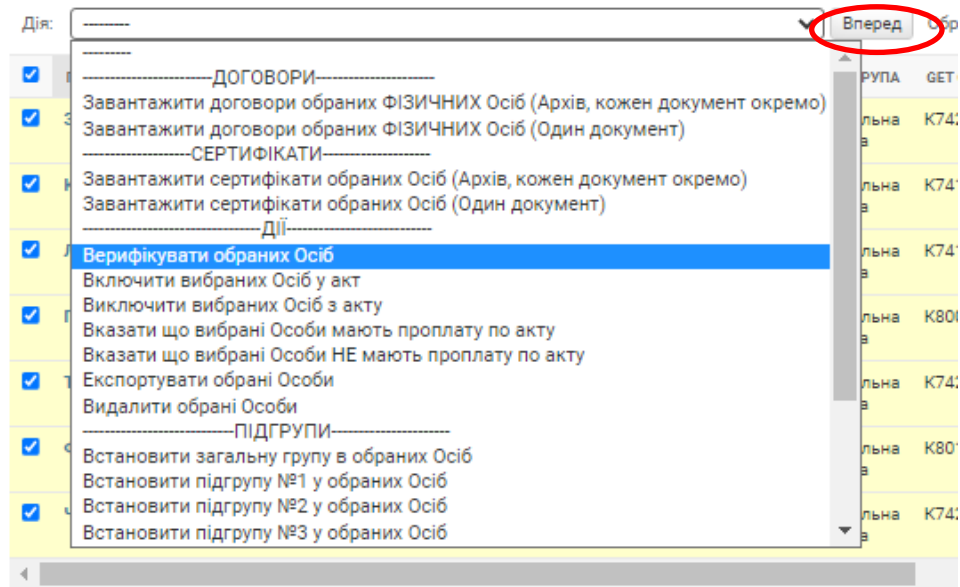 Дія: --------- Вперед
---------
-----------------------ДОГОВОРИ---------------------
Завантажити договори обраних ФІЗИЧНИХ Осіб (Архів, кожен документ окремо)
Завантажити договори обраних ФІЗИЧНИХ Осіб (Один документ)
-------------------СЕРТИФІКАТИ-------------------
Завантажити сертифікати обраних Осіб (Архів, кожен документ окремо)
Завантажити сертифікати обраних Осіб (Один документ)
--------------------------------ДІЇ--------------------------
Верифікувати обраних Осіб
Включити вибраних Осіб у акт
Виключити вибраних Осіб з акту
Вказати що вибрані Особи мають проплату по акту
Вказати що вибрані Особи НЕ мають проплату по акту
Експортувати обрані Особи
Видалити обрані Особи
---------------------------ПІДГРУПИ---------------------
Встановити загальну групу в обраних Осіб
Встановити підгрупу №1 у обраних Осіб
Встановити підгрупу №2 у обраних Осіб
Встановити підгрупу №3 у обраних Осіб